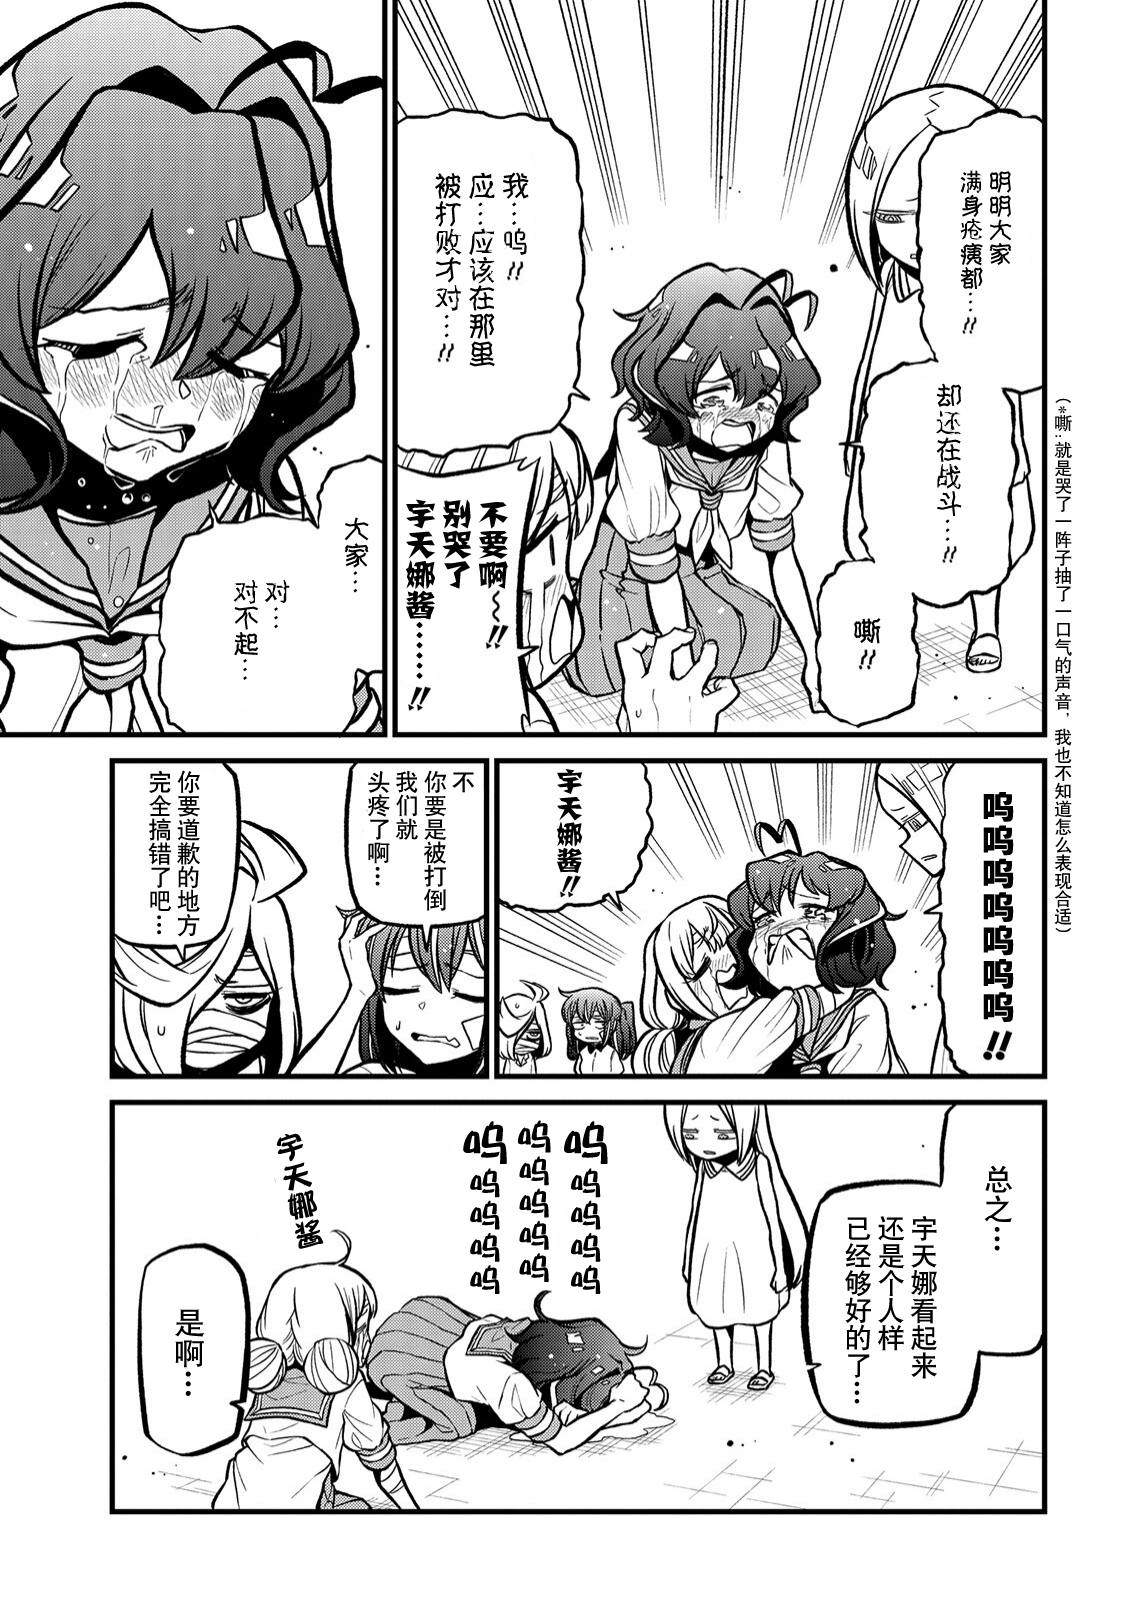 明明大家
满身疮痍都…!!
却还在战斗…!!
嘶!!
我…呜!!
应…应该在那里
被打败才对…!!
不要啊~!!
别哭了
宇天娜酱……!!
大家…
对…
对不起…
(*嘶::就是哭了一阵子抽了一口气的声音，我也不知道怎么表现合适)
呜呜呜呜呜呜呜!!
宇天娜酱!!
不
你要是被打倒
我们就
头疼了啊…
你要道歉的地方
完全搞错了吧…
总之…
宇天娜看起来
还是个人样
已经够好的了…
呜呜呜呜呜
呜呜呜呜呜
呜呜呜呜呜
宇天娜酱
是啊…